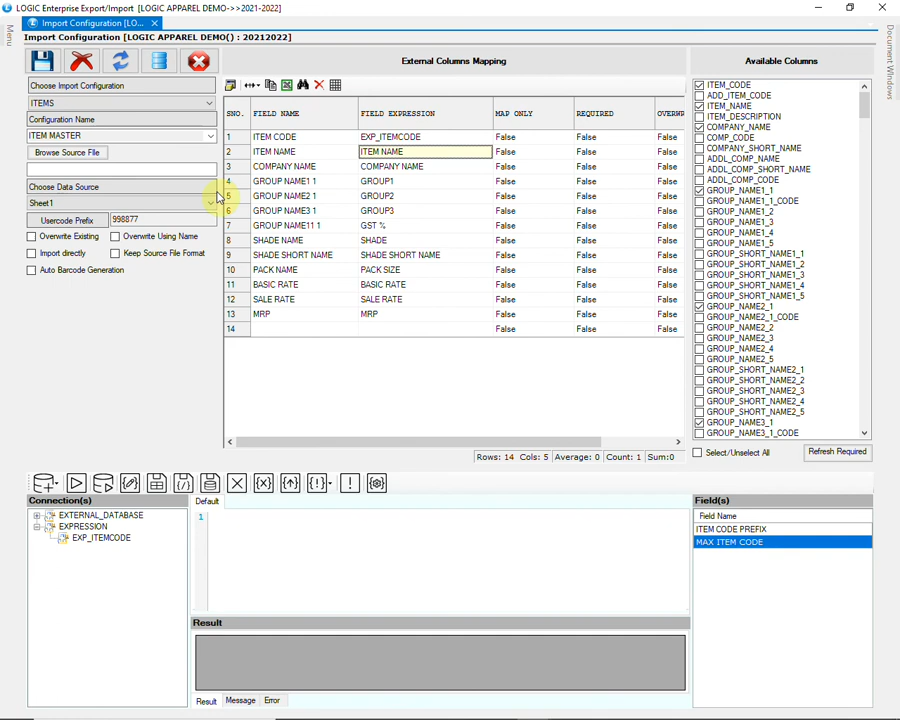 LOGIC Enterprise Export/Import [LOGIC APPAREL DEMO->>2021-2022]
Import Configuration [LO...
Import Configuration [LOGIC APPAREL DEMO() : 20212022]
Menu
Document Windows
External Columns Mapping
Available Columns
Choose Import Configuration
ITEMS
Configuration Name
ITEM MASTER
Browse Source File
Choose Data Source
Sheet1
Usercode Prefix 998877
Overwrite Existing Overwrite Using Name
Import directly Keep Source File Format
Auto Barcode Generation
SNO. FIELD NAME FIELD EXPRESSION MAP ONLY REQUIRED OVERWR
1 ITEM CODE EXP_ITEMCODE False False False
2 ITEM NAME ITEM NAME False False False
3 COMPANY NAME COMPANY NAME False False False
4 GROUP NAME1 1 GROUP1 False False False
5 GROUP NAME2 1 GROUP2 False False False
6 GROUP NAME3 1 GROUP3 False False False
7 GROUP NAME11 1 GST % False False False
8 SHADE NAME SHADE False False False
9 SHADE SHORT NAME SHADE SHORT NAME False False False
10 PACK NAME PACK SIZE False False False
11 BASIC RATE BASIC RATE False False False
12 SALE RATE SALE RATE False False False
13 MRP MRP False False False
14 False False False
Rows: 14 Cols: 5 Average: 0 Count: 1 Sum:0
ITEM_CODE
ADD_ITEM_CODE
ITEM_NAME
ITEM_DESCRIPTION
COMPANY_NAME
COMP_CODE
COMPANY_SHORT_NAME
ADDL_COMP_NAME
ADDL_COMP_SHORT_NAME
ADDL_COMP_CODE
GROUP_NAME1_1
GROUP_NAME1_1_CODE
GROUP_NAME1_2
GROUP_NAME1_3
GROUP_NAME1_4
GROUP_NAME1_5
GROUP_SHORT_NAME1_1
GROUP_SHORT_NAME1_2
GROUP_SHORT_NAME1_3
GROUP_SHORT_NAME1_4
GROUP_SHORT_NAME1_5
GROUP_NAME2_1
GROUP_NAME2_1_CODE
GROUP_NAME2_2
GROUP_NAME2_3
GROUP_NAME2_4
GROUP_NAME2_5
GROUP_SHORT_NAME2_1
GROUP_SHORT_NAME2_2
GROUP_SHORT_NAME2_3
GROUP_SHORT_NAME2_4
GROUP_SHORT_NAME2_5
GROUP_NAME3_1
GROUP_NAME3_1_CODE
Select/Unselect All Refresh Required
Connection(s)
EXTERNAL_DATABASE
EXPRESSION
EXP_ITEMCODE
Default
1
Result
Result Message Error
Field(s)
Field Name
ITEM CODE PREFIX
MAX ITEM CODE